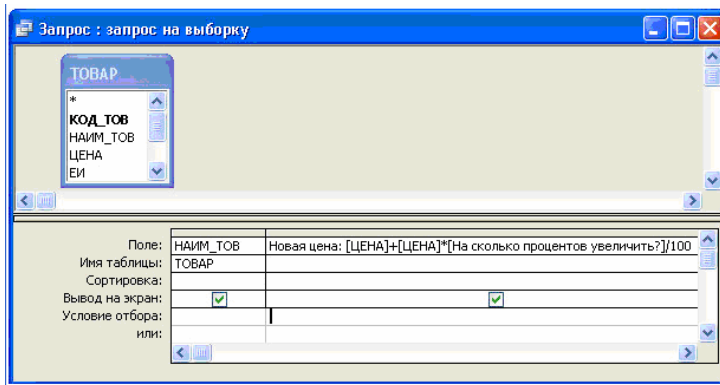 Запрос : запрос на выборку
ТОВАР
*
КОД_ТОВ
НАИМ_ТОВ
ЦЕНА
ЕИ
Поле: НАИМ_ТОВ Новая цена: [ЦЕНА]+[ЦЕНА]*[На сколько процентов увеличить?]/100
Имя таблицы: ТОВАР
Сортировка:
Вывод на экран:
Условие отбора:
или: